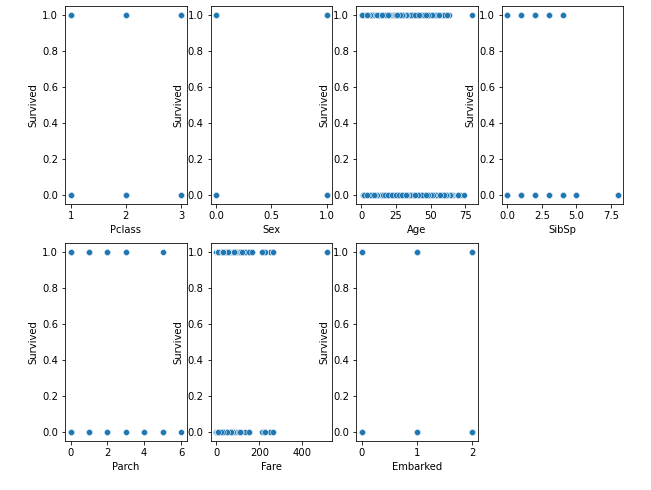 1.0 1.0 1.0 1.0
0.8 0.8 0.8 0.8
0.6 0.6 0.6 0.6
Survived Survived Survived Survived
0.4 0.4 0.4 0.4
0.2 0.2 0.2 0.2
0.0 0.0 0.0 0.0
1 2 3 0.0 0.5 1.0 0 25 50 75 0.0 2.5 5.0 7.5
Pclass Sex Age SibSp
1.0 1.0 1.0
0.8 0.8 0.8
0.6 0.6 0.6
Survived Survived Survived
0.4 0.4 0.4
0.2 0.2 0.2
0.0 0.0 0.0
0 2 4 6 0 200 400 0 1 2
Parch Fare Embarked